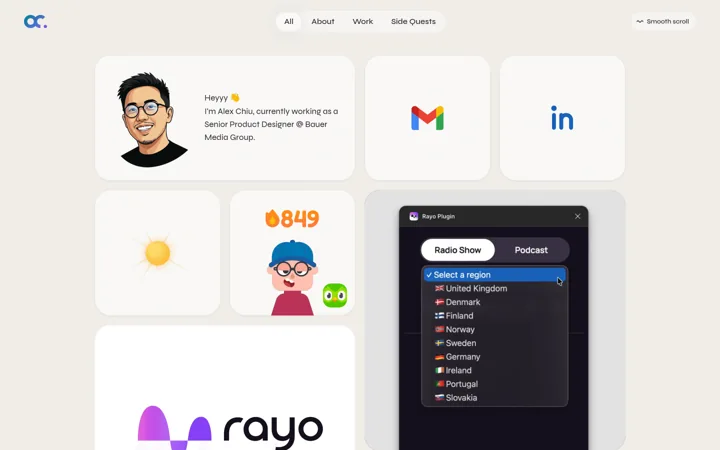 ac.
All
About
Work
Side Quests
Smooth scroll
Heyyy 👋
I'm Alex Chiu, currently working as a
Senior Product Designer @ Bauer
Media Group.
in
849
Rayo Plugin
Radio Show
Podcast
✓ Select a region
🇬🇧 United Kingdom
🇩🇰 Denmark
🇫🇮 Finland
🇳🇴 Norway
🇸🇪 Sweden
🇩🇪 Germany
🇮🇪 Ireland
🇵🇹 Portugal
🇸🇰 Slovakia
rayo